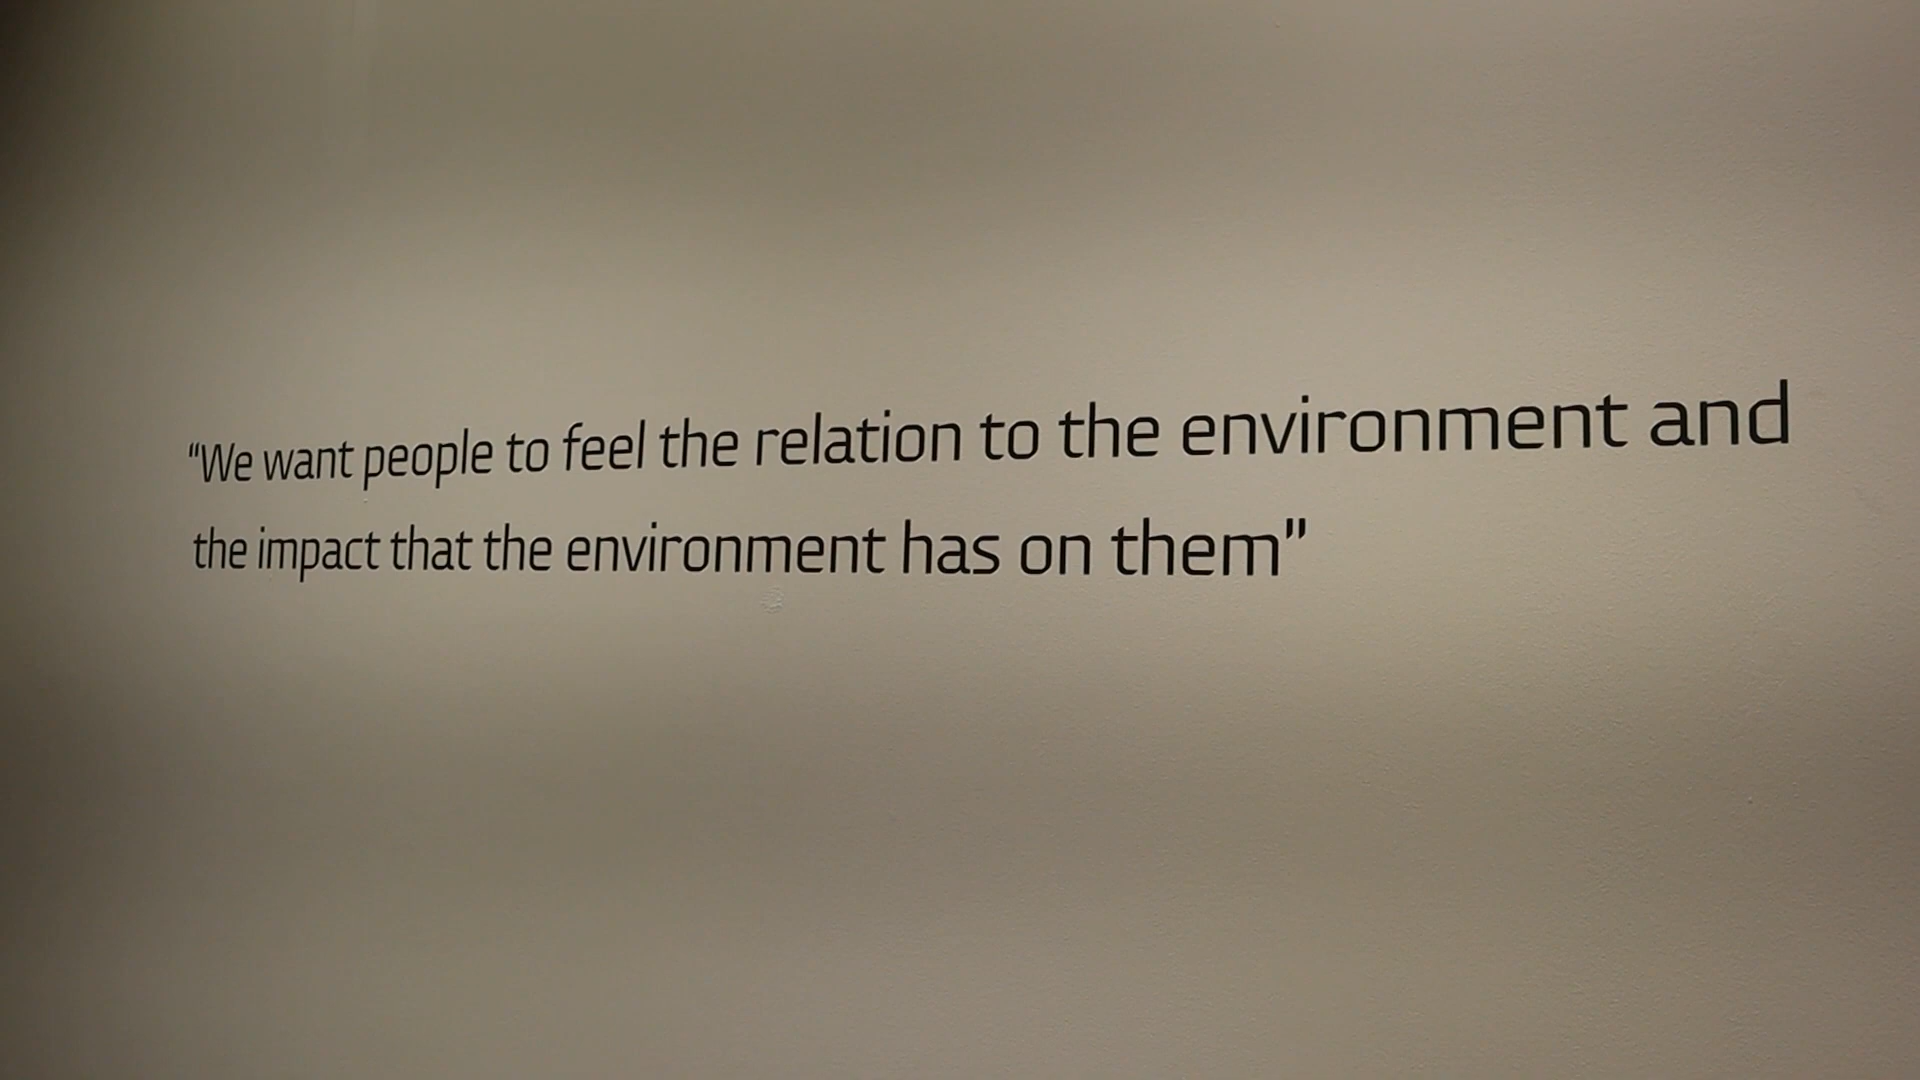 “We want people to feel the relation to the environment and
the impact that the environment has on them”